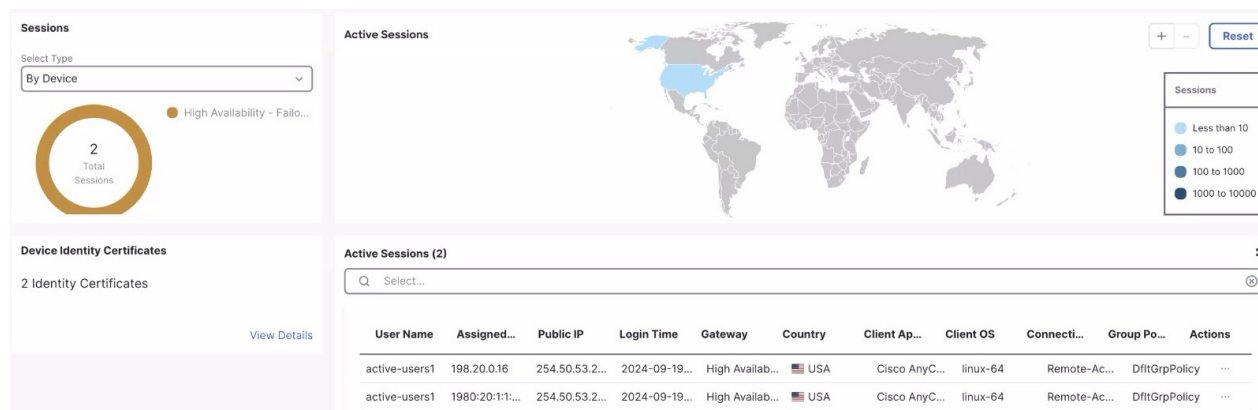 Sessions
Select Type
By Device
High Availability - Failo...
2
Total
Sessions
Device Identity Certificates
2 Identity Certificates
View Details
Active Sessions
+ - Reset
Sessions
Less than 10
10 to 100
100 to 1000
1000 to 10000
Active Sessions (2)
Select...
User Name Assigned... Public IP Login Time Gateway Country Client Ap... Client OS Connecti... Group Po... Actions
active-users1 198.20.0.16 254.50.53.2... 2024-09-19... High Availab... USA Cisco AnyC... linux-64 Remote-Ac... DfltGrpPolicy ...
active-users1 1980:20:1:1:... 254.50.53.2... 2024-09-19... High Availab... USA Cisco AnyC... linux-64 Remote-Ac... DfltGrpPolicy ...